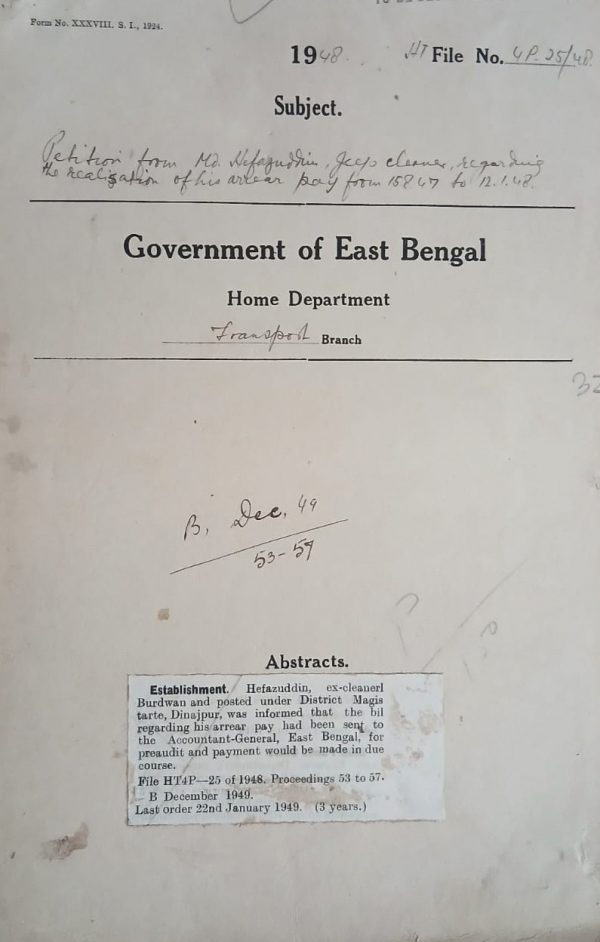 Form No. XXXVIII. S. I., 1924.
1948. HT File No. 4P-25/48.
Subject.
Petition from Md. Hifazuddin, Jeep cleaner, regarding
the realization of his arrear pay from 15.8.47 to 12.1.48.
Government of East Bengal
Home Department
Transport Branch
B, Dec, 49
53-57
Abstracts.
Establishment. Hefazuddin, ex-cleanerl
Burdwan and posted under District Magis
tarte, Dinajpur, was informed that the bil
regarding his arrear pay had been sent to
the Accountant-General, East Bengal, for
preaudit and payment would be made in due
course.
File HT4P—25 of 1948. Proceedings 53 to 57.
B December 1949.
Last order 22nd January 1949. (3 years.)